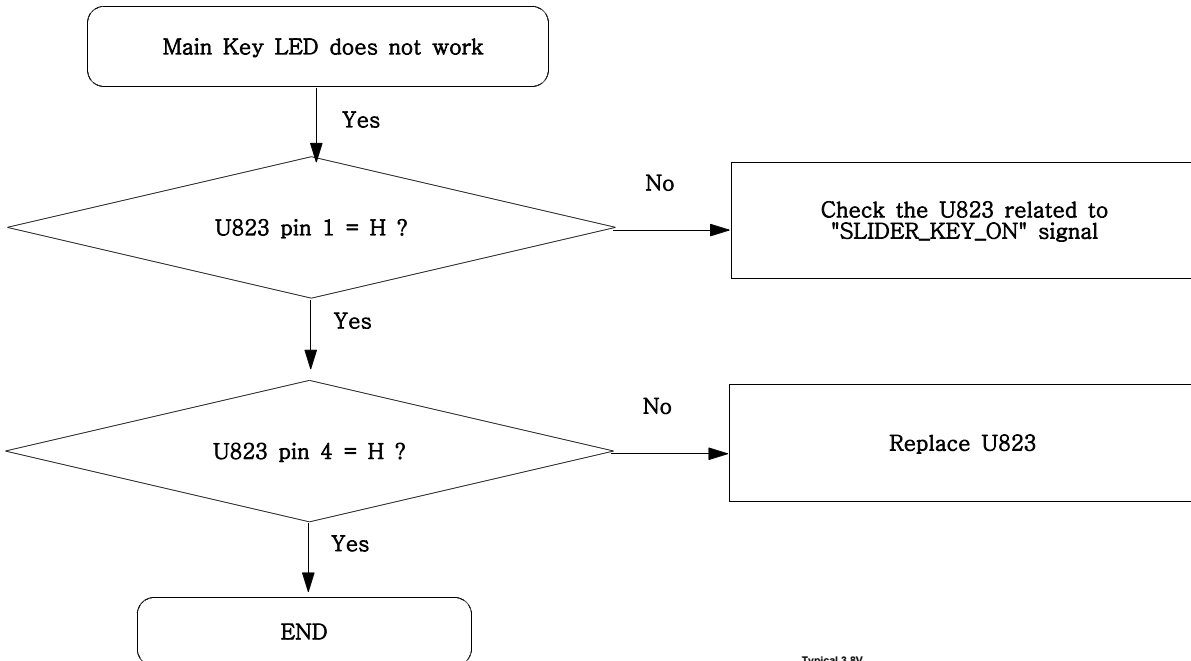 Main Key LED does not work
Yes
U823 pin 1 = H ?
No
Check the U823 related to
"SLIDER_KEY_ON" signal
Yes
U823 pin 4 = H ?
No
Replace U823
Yes
END
Typical 3.8V